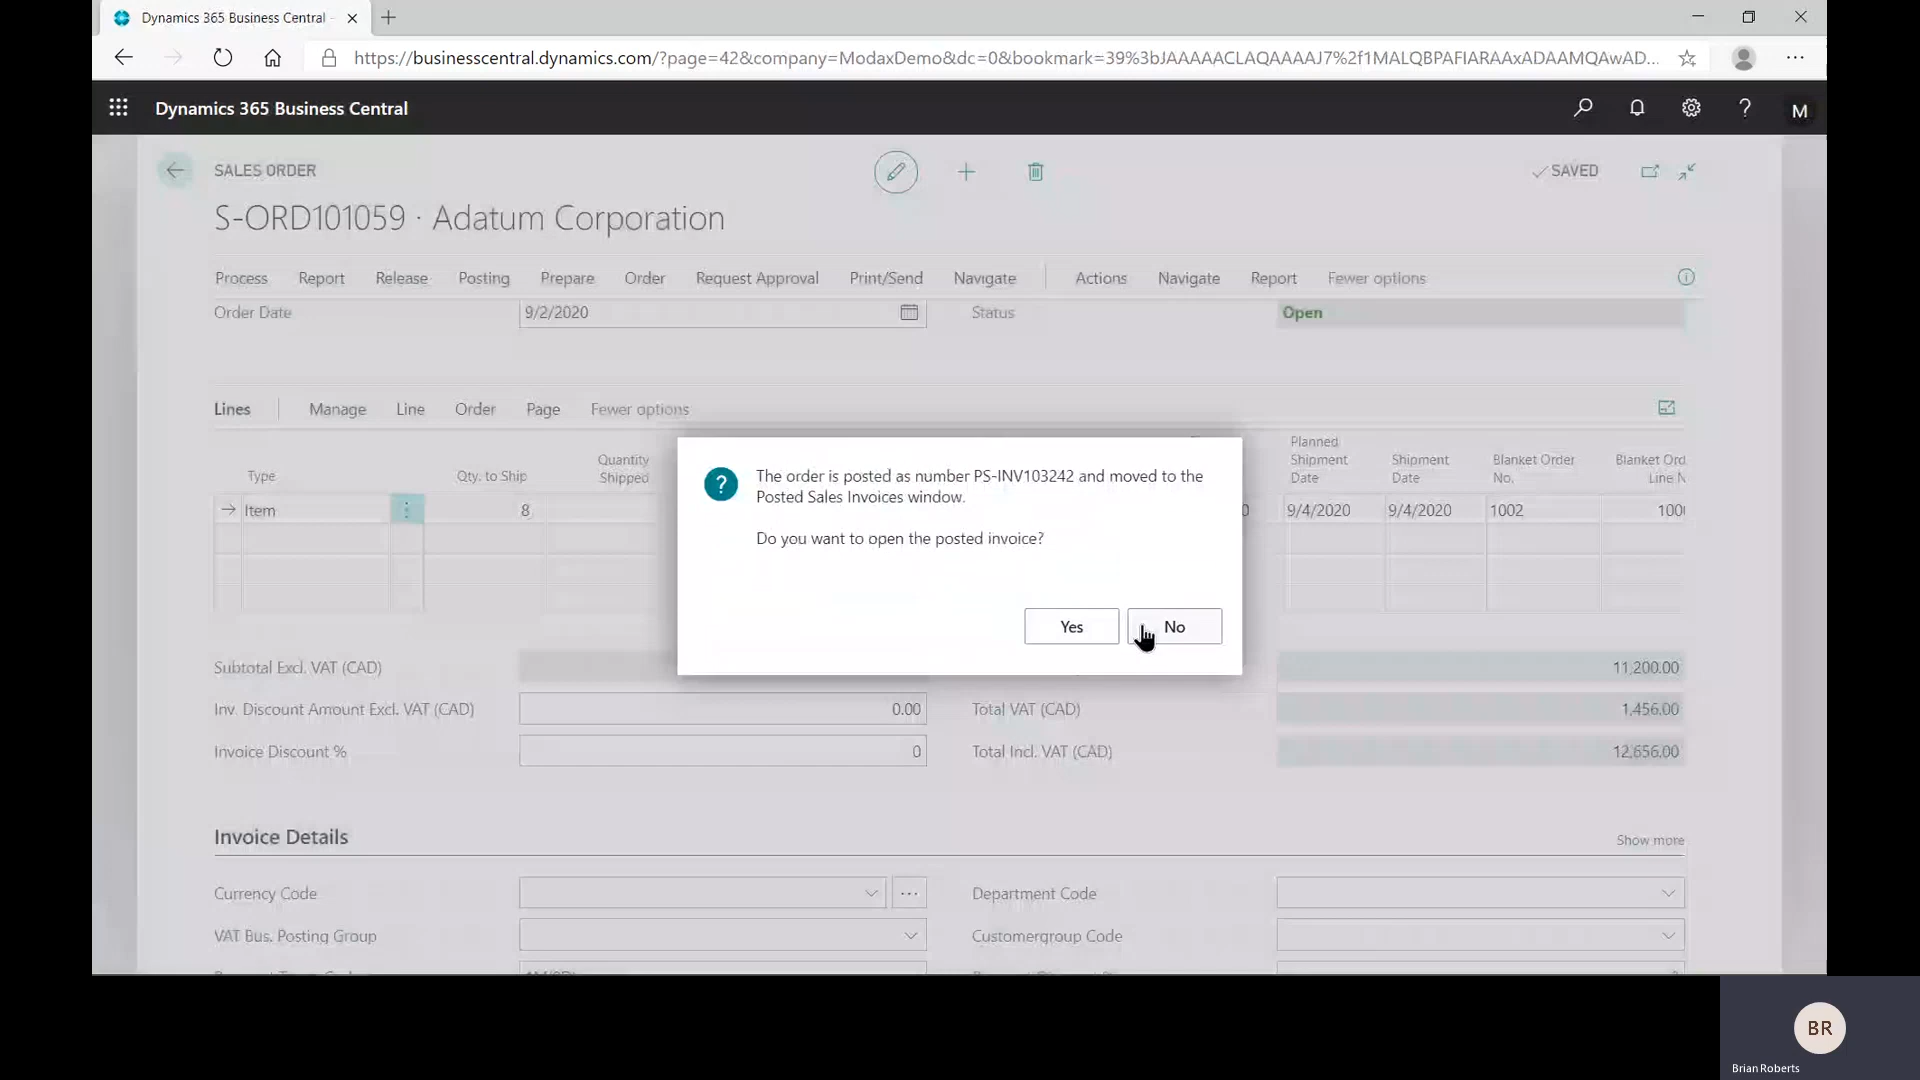 Dynamics 365 Business Central
https://businesscentral.dynamics.com/?page=42&company=ModaxDemo&dc=0&bookmark=39%3bJAAAAACLAQAAAAJ7%2f1MALQBPAFIARAAxADAAMQAwAD...
Dynamics 365 Business Central
M
SALES ORDER
SAVED
S-ORD101059 · Adatum Corporation
Process Report Release Posting Prepare Order Request Approval Print/Send Navigate Actions Navigate Report Fewer options
Order Date 9/2/2020 Status Open
Lines Manage Line Order Page Fewer options
Type Qty. to Ship Quantity Shipped Planned Shipment Date Shipment Date Blanket Order No. Blanket Ord Line N
Item 8 0 9/4/2020 9/4/2020 1002 100
The order is posted as number PS-INV103242 and moved to the
Posted Sales Invoices window.
Do you want to open the posted invoice?
Yes No
Subtotal Excl. VAT (CAD) 11,200.00
Inv. Discount Amount Excl. VAT (CAD) 0.00 Total VAT (CAD) 1,456.00
Invoice Discount % 0 Total Incl. VAT (CAD) 12,656.00
Invoice Details Show more
Currency Code Department Code
VAT Bus. Posting Group Customergroup Code
BR
Brian Roberts